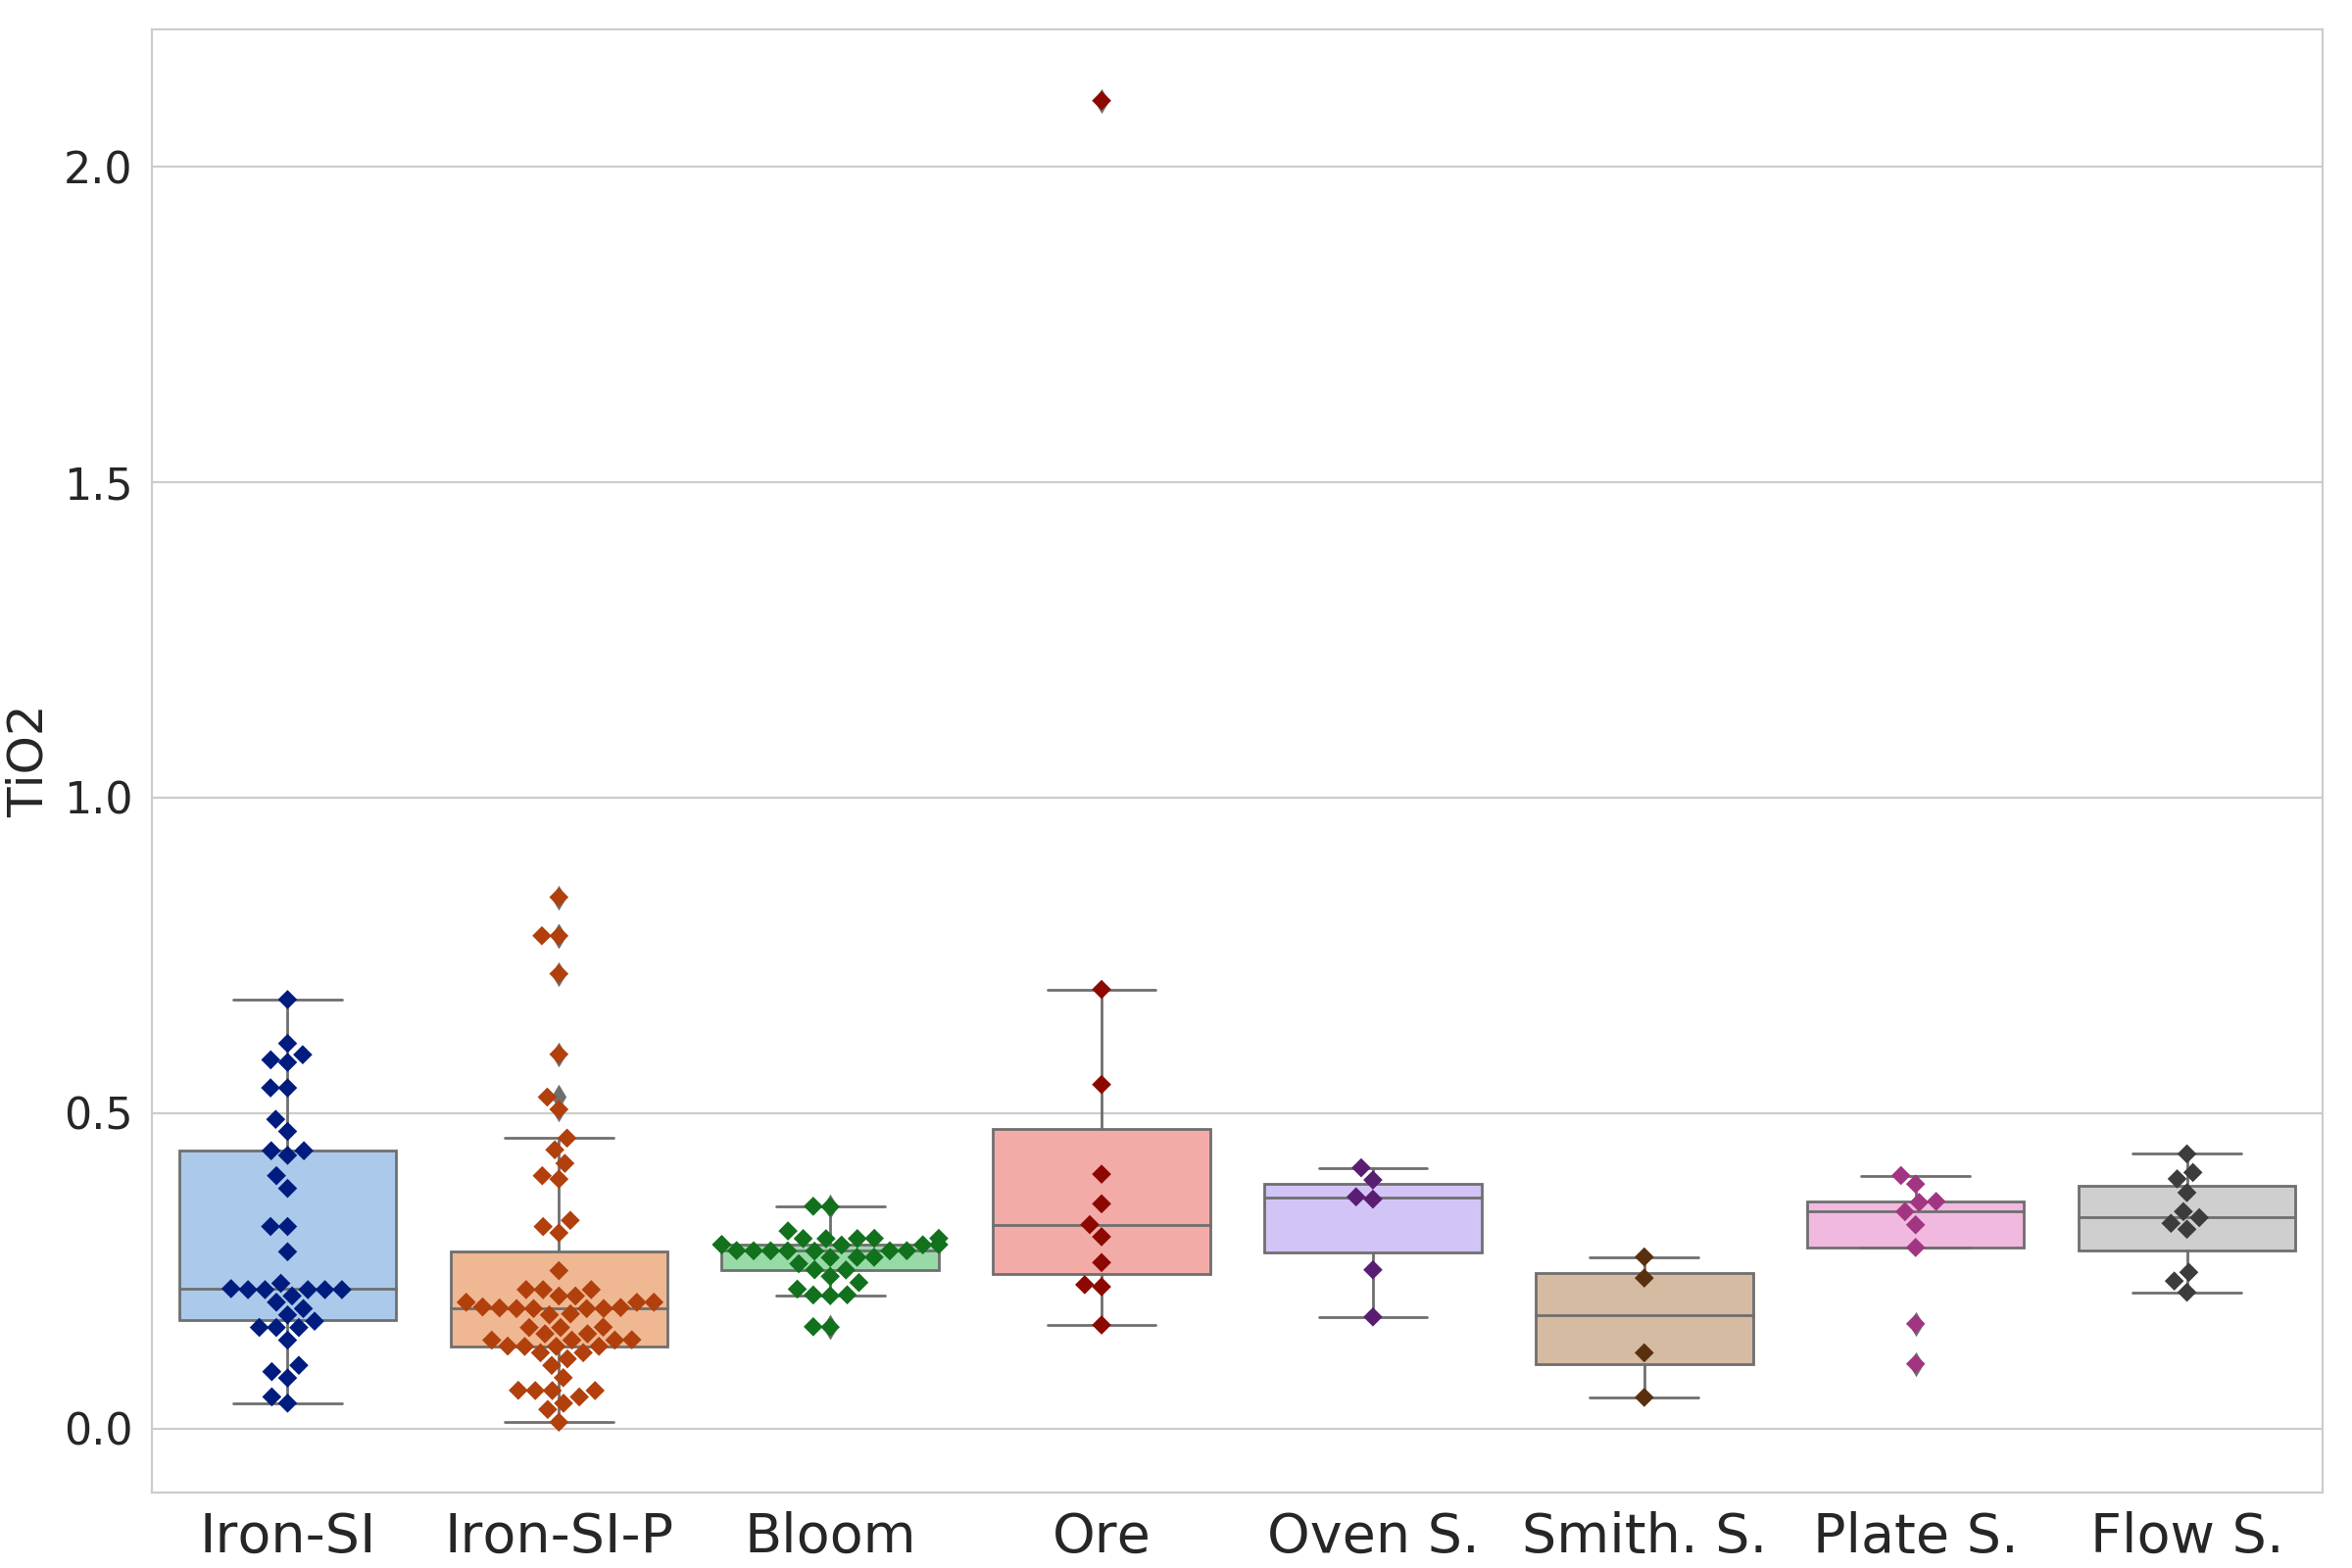 TiO2
2.0
1.5
1.0
0.5
0.0
Iron-SI Iron-SI-P Bloom Ore Oven S. Smith. S. Plate S. Flow S.